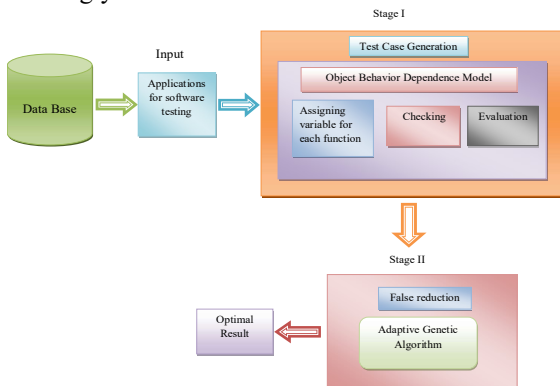 Stage I
Input
Test Case Generation
Object Behavior Dependence Model
Data Base
Applications
for software
testing
Assigning
variable for
each function
Checking
Evaluation
Stage II
False reduction
Adaptive Genetic
Algorithm
Optimal
Result